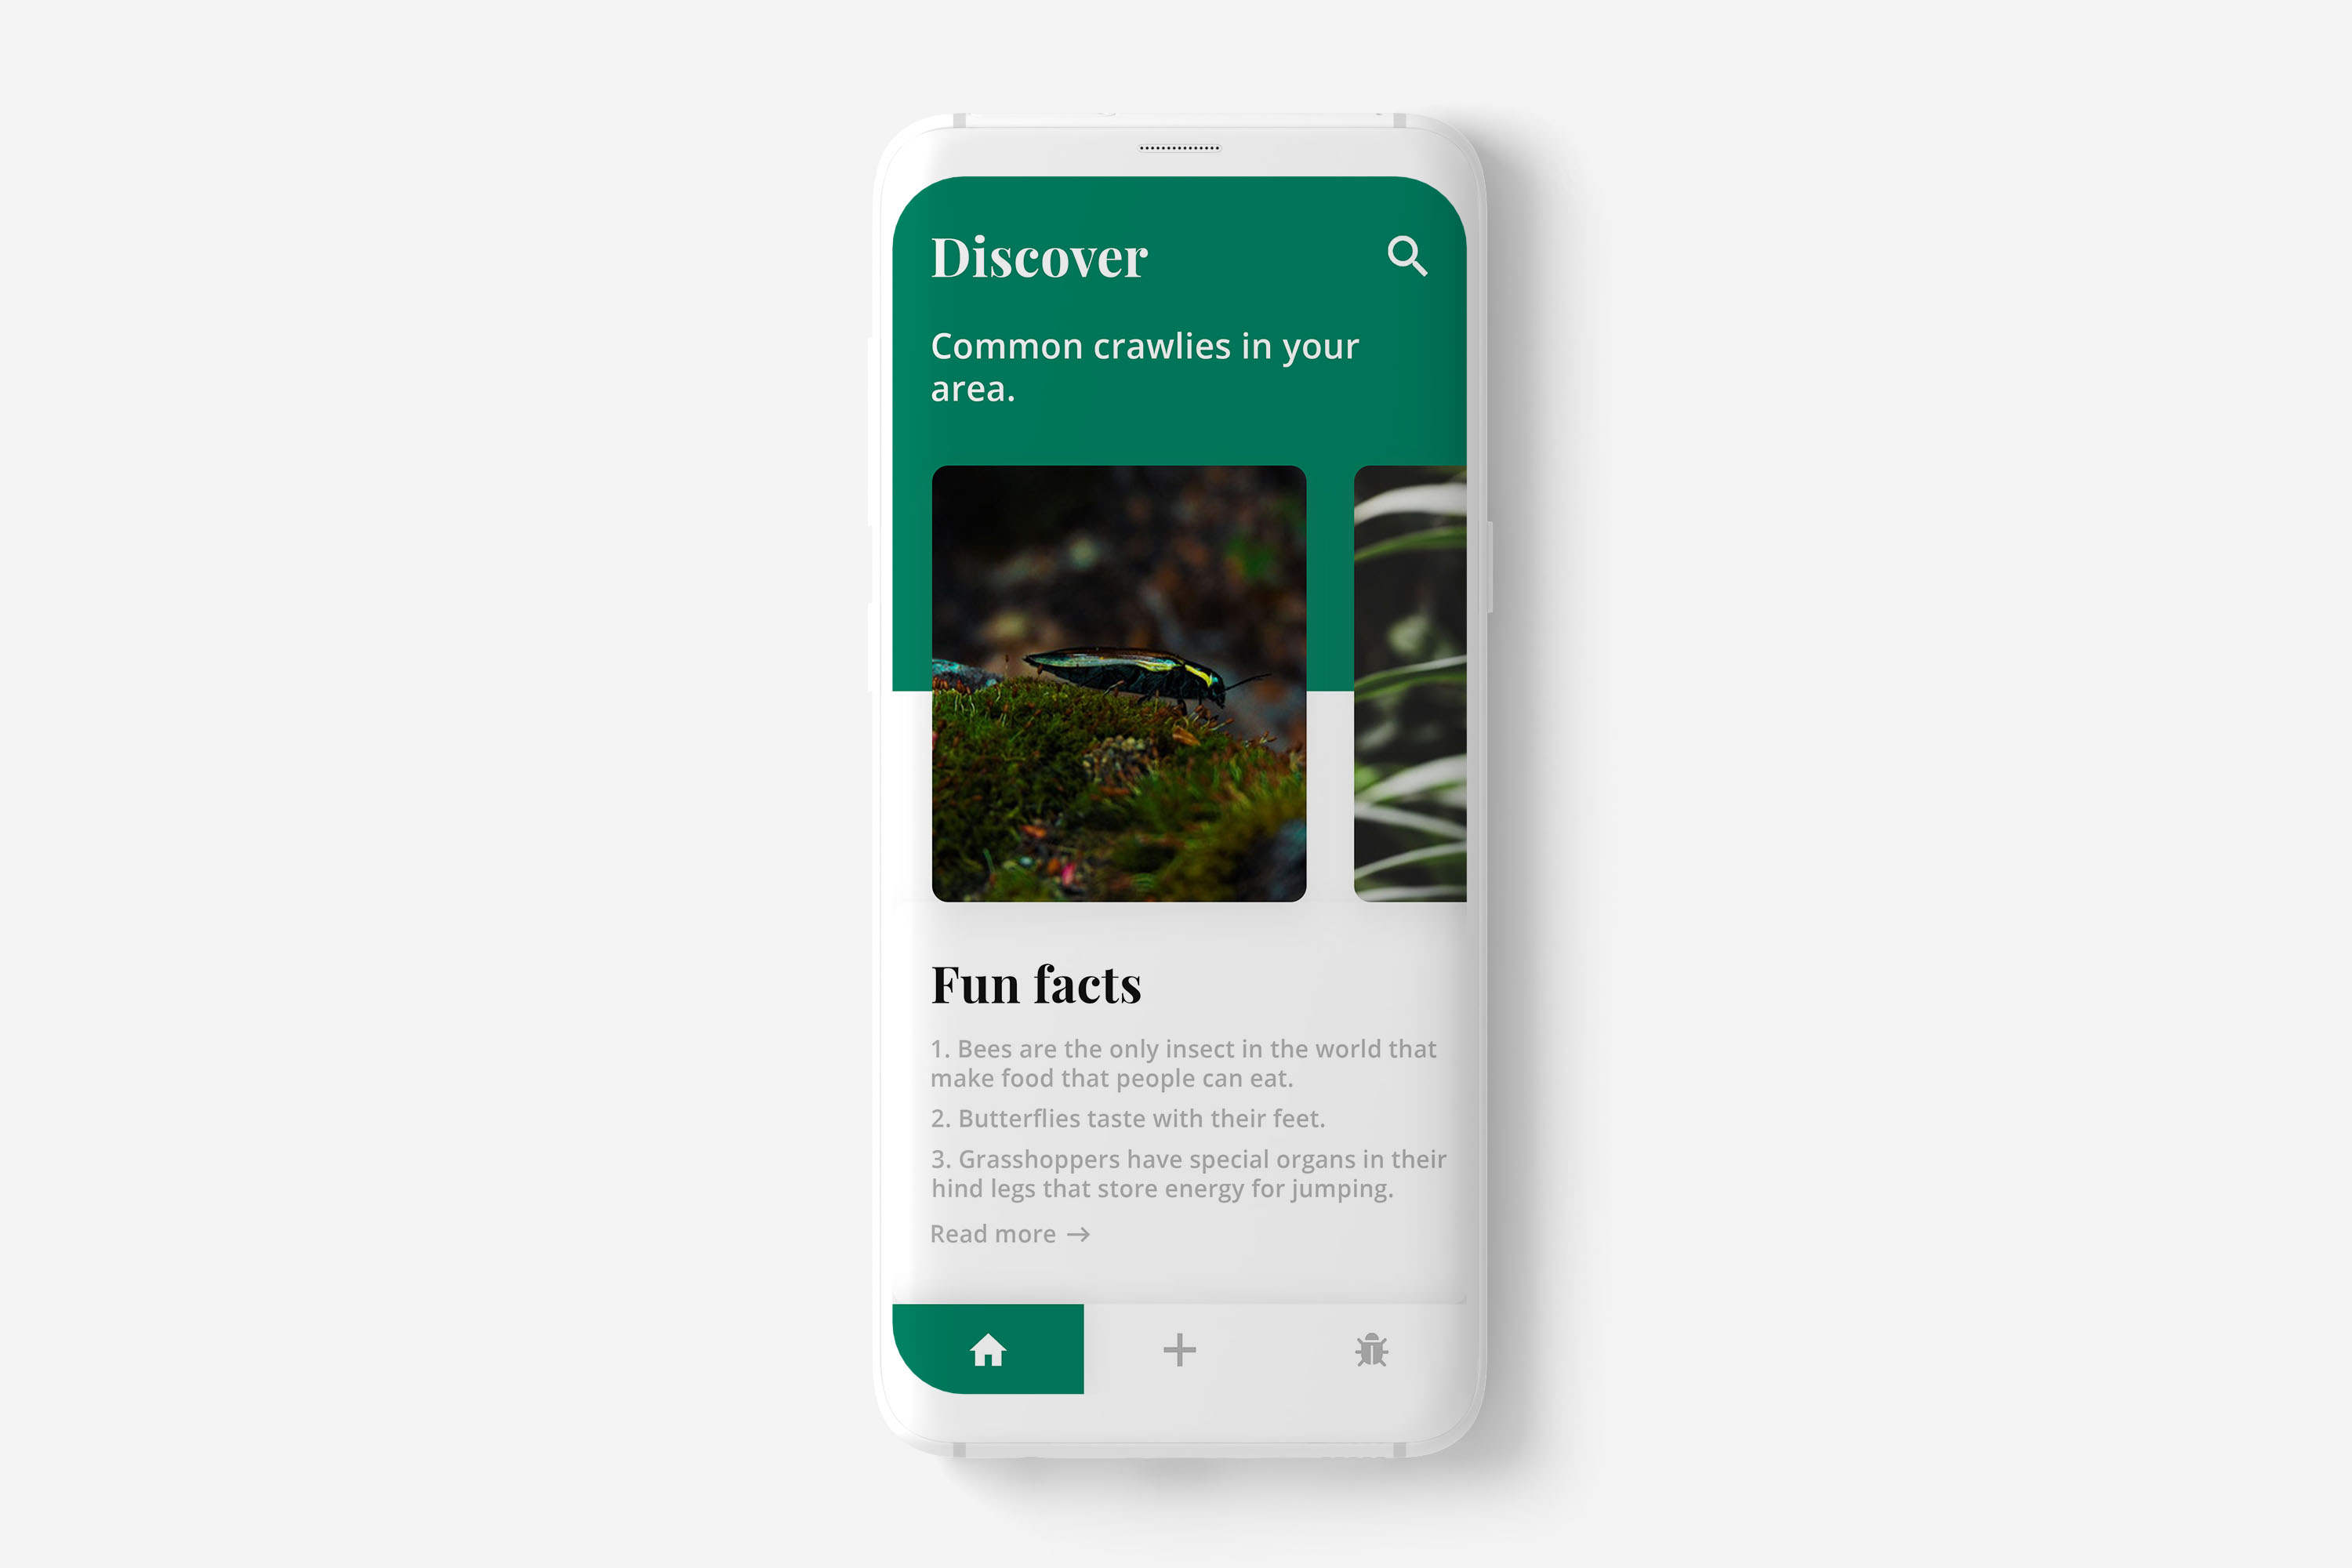 Discover
Common crawlies in your
area.
Fun facts
1. Bees are the only insect in the world that
make food that people can eat.
2. Butterflies taste with their feet.
3. Grasshoppers have special organs in their
hind legs that store energy for jumping.
Read more →